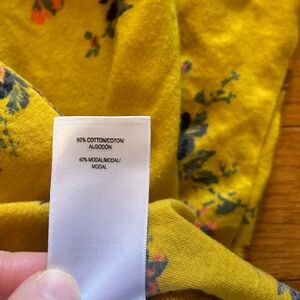 60% COTTON/COTON/
ALGODÓN
40% MODAL/MODAL/
MODAL